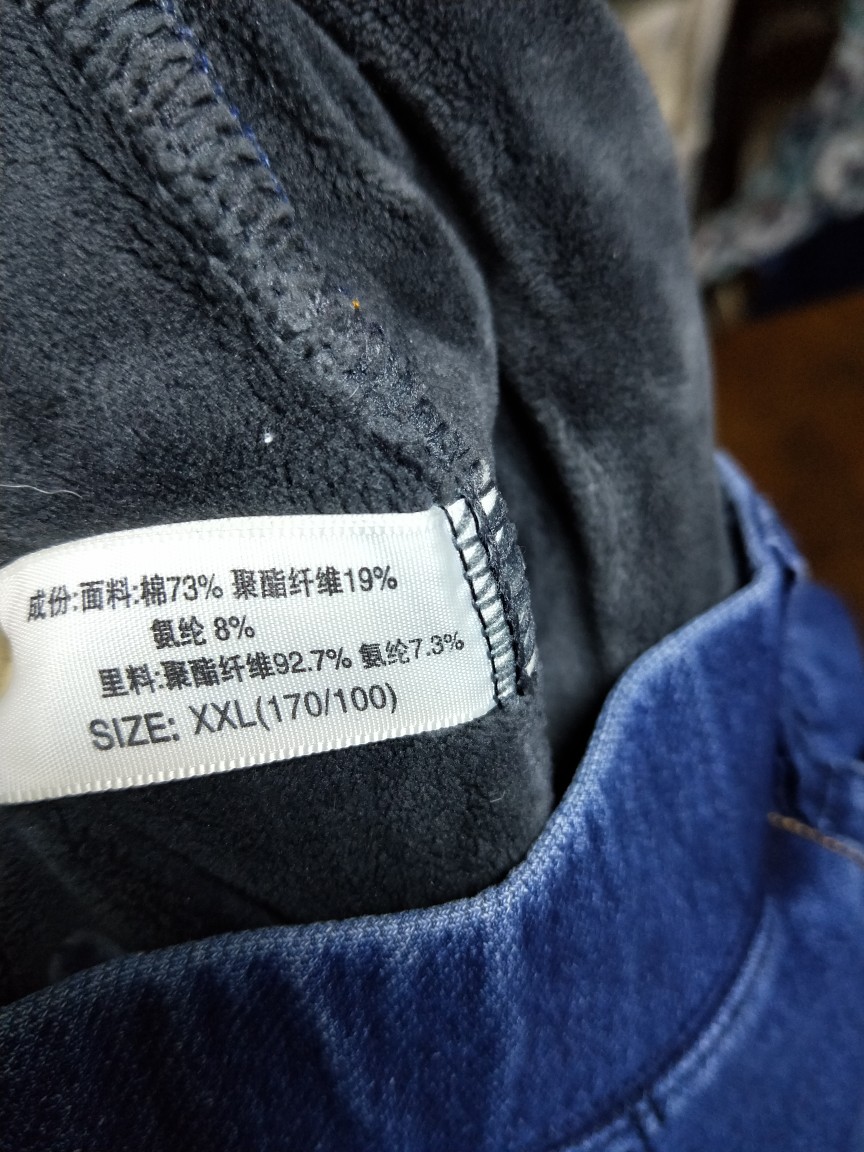 成份:面料:棉73% 聚酯纤维19%
氨纶 8%
里料:聚酯纤维92.7% 氨纶7.3%
SIZE: XXL(170/100)